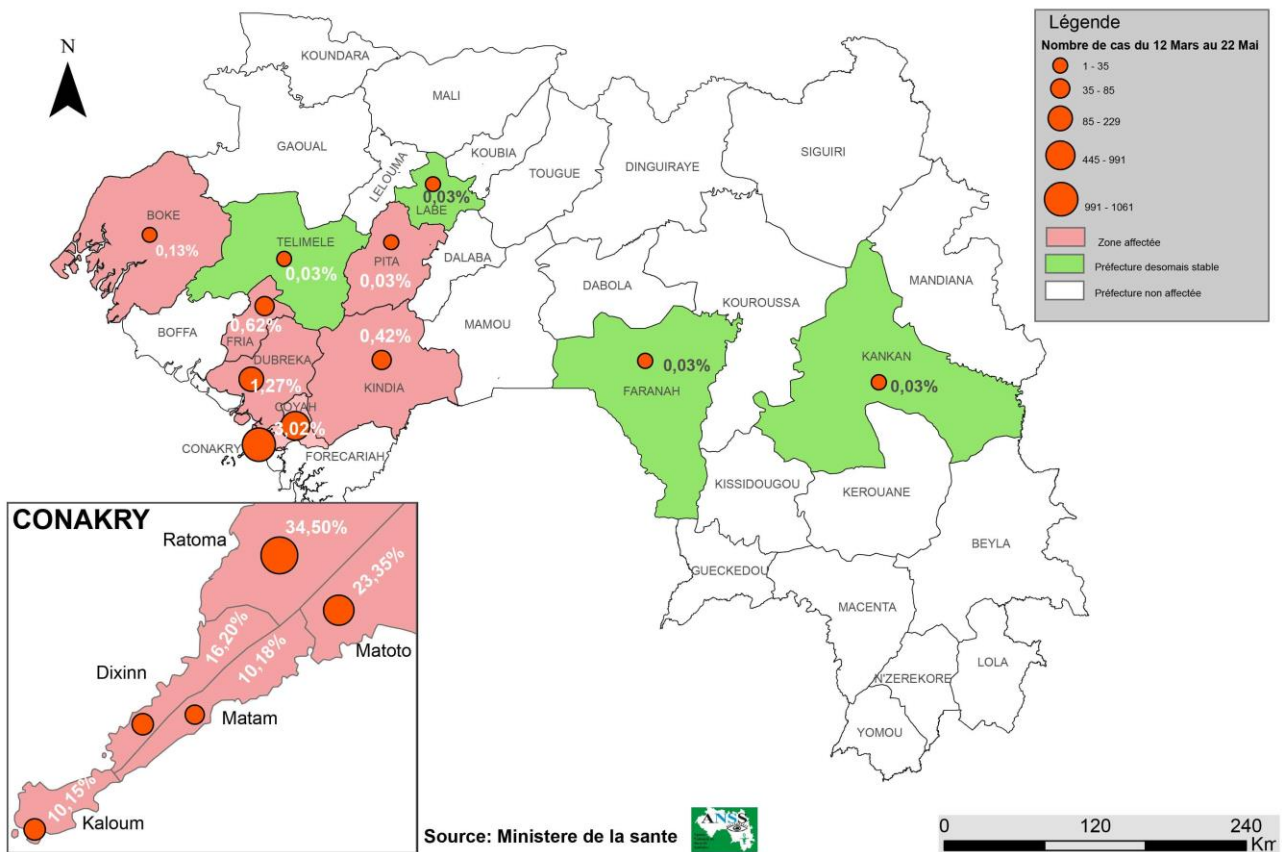 Légende
Nombre de cas du 12 Mars au 22 Mai
1 - 35
35 - 85
85 - 229
445 - 991
991 - 1061
Zone affectée
Préfecture desomais stable
Préfecture non affectée
N
KOUNDARA
MALI
GAOUAL
KOUBIA
LELOUMA
TOUGUE
DINGUIRAYE
SIGUIRI
0,03%
LABE
BOKE
0,13%
TELIMELE
0,03%
PITA
0,03%
DALABA
MANDIANA
DABOLA
KOUROUSSA
BOFFA
0,62%
FRIA
MAMOU
0,42%
KINDIA
DUBREKA
1,27%
COYAH
3.02%
CONAKRY
FORECARIAH
0,03%
FARANAH
KANKAN
0,03%
KISSIDOUGOU
KEROUANE
BEYLA
GUECKEDOU
MACENTA
LOLA
N'ZEREKORE
YOMOU
CONAKRY
Ratoma
34,50%
23,35%
Matoto
16,20%
Dixinn
10,18%
Matam
10,15%
Kaloum
Source: Ministere de la sante
ANSS
0 120 240
Km